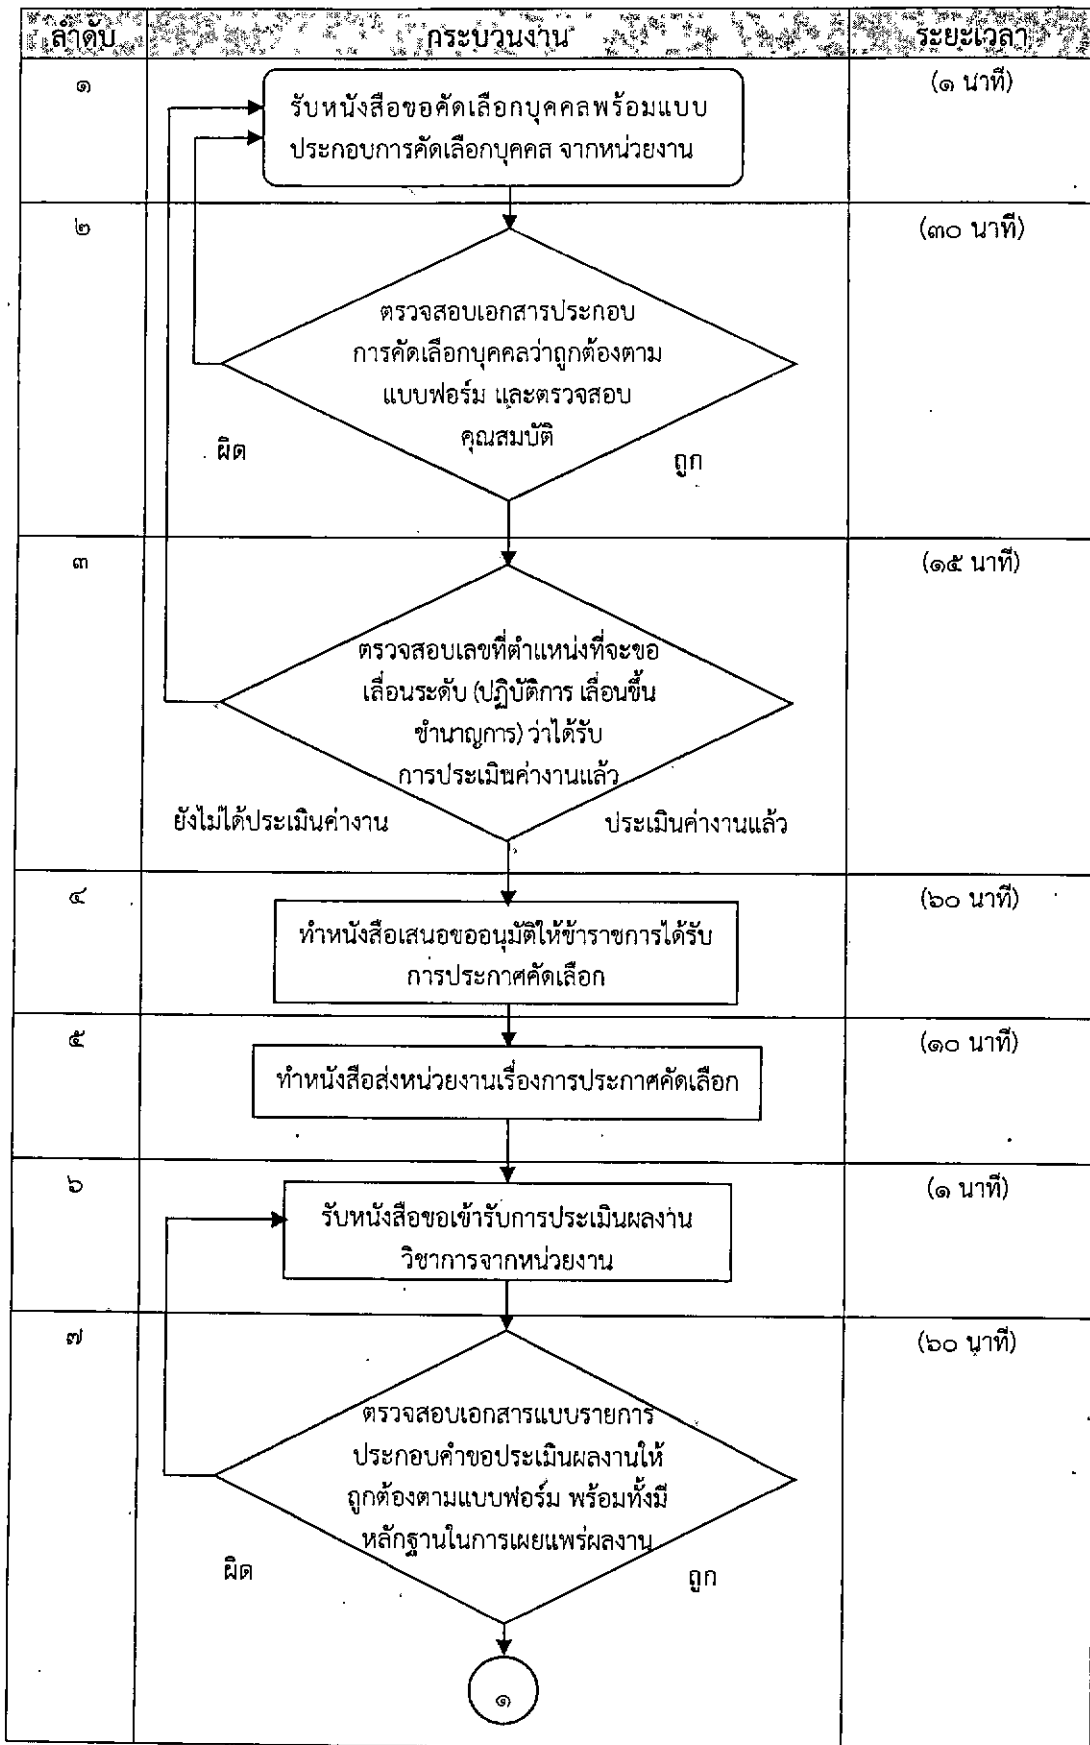 ลำดับ กระบวนงาน ระยะเวลา
๑ (๑ นาที)
รับหนังสือขอคัดเลือกบุคคลพร้อมแบบ
ประกอบการคัดเลือกบุคคส จากหน่วยงาน
๒ (๓๐ นาที)
ตรวจสอบเอกสารประกอบ
การคัดเลือกบุคคลว่าถูกต้องตาม
แบบฟอร์ม และตรวจสอบ
คุณสมบัติ
ผิด ถูก
๓ (๑๕ นาที)
ตรวจสอบเลขที่ตำแหน่งที่จะขอ
เลื่อนระดับ (ปฏิบัติการ เลื่อนขึ้น
ชำนาญการ) ว่าได้รับ
การประเมินค่างานแล้ว
ยังไม่ได้ประเมินค่างาน ประเมินค่างานแล้ว
๔ (๖๐ นาที)
ทำหนังสือเสนอขออนุมัติให้ข้าราชการได้รับ
การประกาศคัดเลือก
๕ (๑๐ นาที)
ทำหนังสือส่งหน่วยงานเรื่องการประกาศคัดเลือก
๖ (๑ นาที)
รับหนังสือขอเข้ารับการประเมินผลงาน
วิชาการจากหน่วยงาน
๗ (๖๐ นาที)
ตรวจสอบเอกสารแบบรายการ
ประกอบคำขอประเมินผลงานให้
ถูกต้องตามแบบฟอร์ม พร้อมทั้งมี
หลักฐานในการเผยแพร่ผลงาน
ผิด ถูก
๑